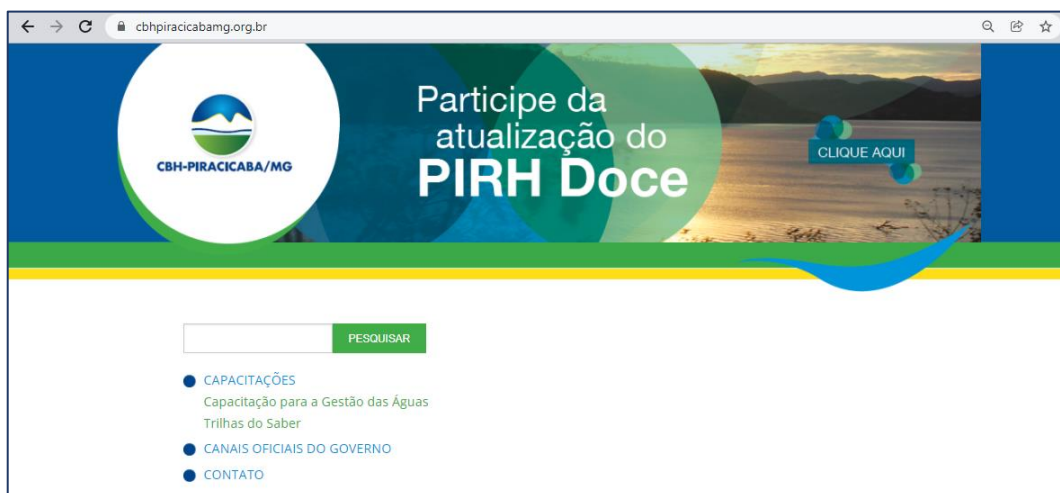 cbhpiracicabamg.org.br
CBH-PIRACICABA/MG
Participe da
atualização do
PIRH Doce
CLIQUE AQUI
PESQUISAR
CAPACITAÇÕES
Capacitação para a Gestão das Águas
Trilhas do Saber
CANAIS OFICIAIS DO GOVERNO
CONTATO